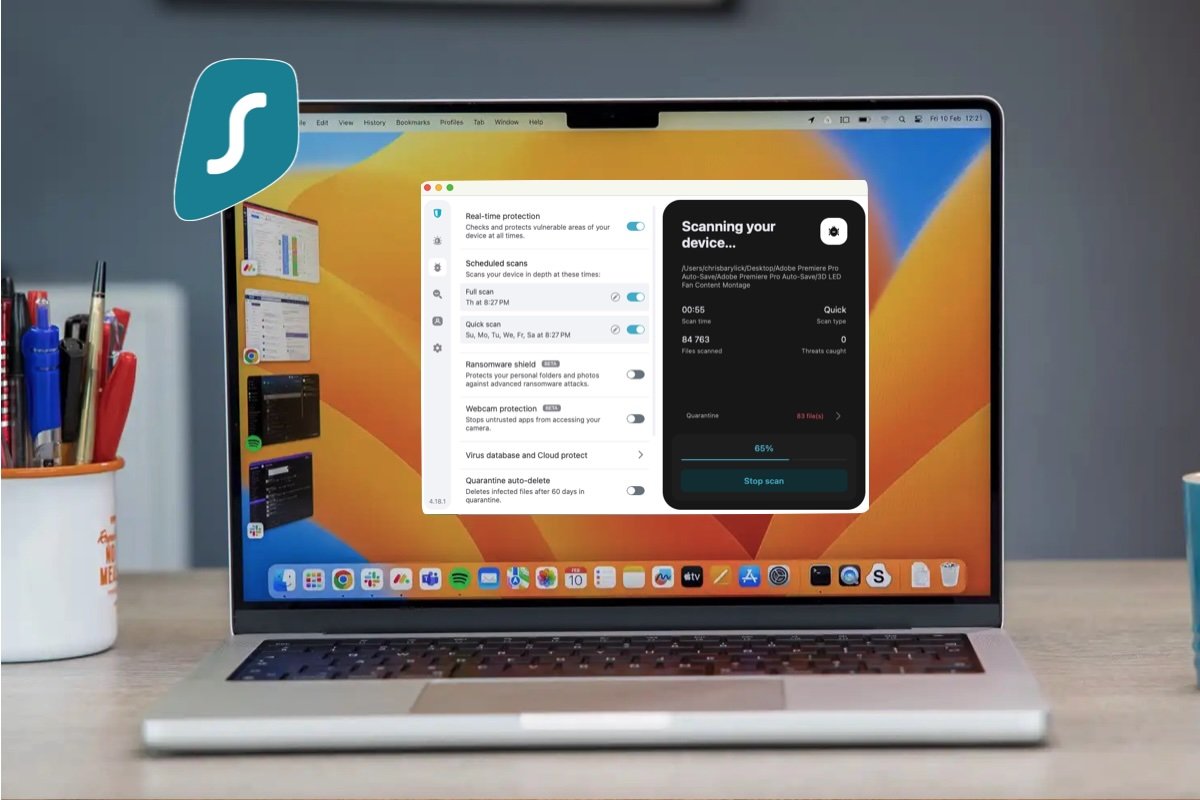 Edit View History Bookmarks Profiles Tab Window Help
Fri 10 Feb 12:21
Real-time protection
Checks and protects vulnerable areas of your
device at all times.
Scheduled scans
Scans your device in depth at these times:
Full scan
Th at 8:27 PM
Quick scan
Su, Mo, Tu, We, Fr, Sa at 8:27 PM
Ransomware shield BETA
Protects your personal folders and photos
against advanced ransomware attacks.
Webcam protection BETA
Stops untrusted apps from accessing your
camera.
Virus database and Cloud protect
Quarantine auto-delete
Deletes infected files after 60 days in
quarantine.
4.18.1
Scanning your
device...
/Users/chrisbarylick/Desktop/Adobe Premiere Pro
Auto-Save/Adobe Premiere Pro Auto-Save/3D LED
Fan Content Montage
00:55 Quick
Scan time Scan type
84 763 0
Files scanned Threats caught
Quarantine 83 file(s)
65%
Stop scan
FEB
10
tv
S
NO